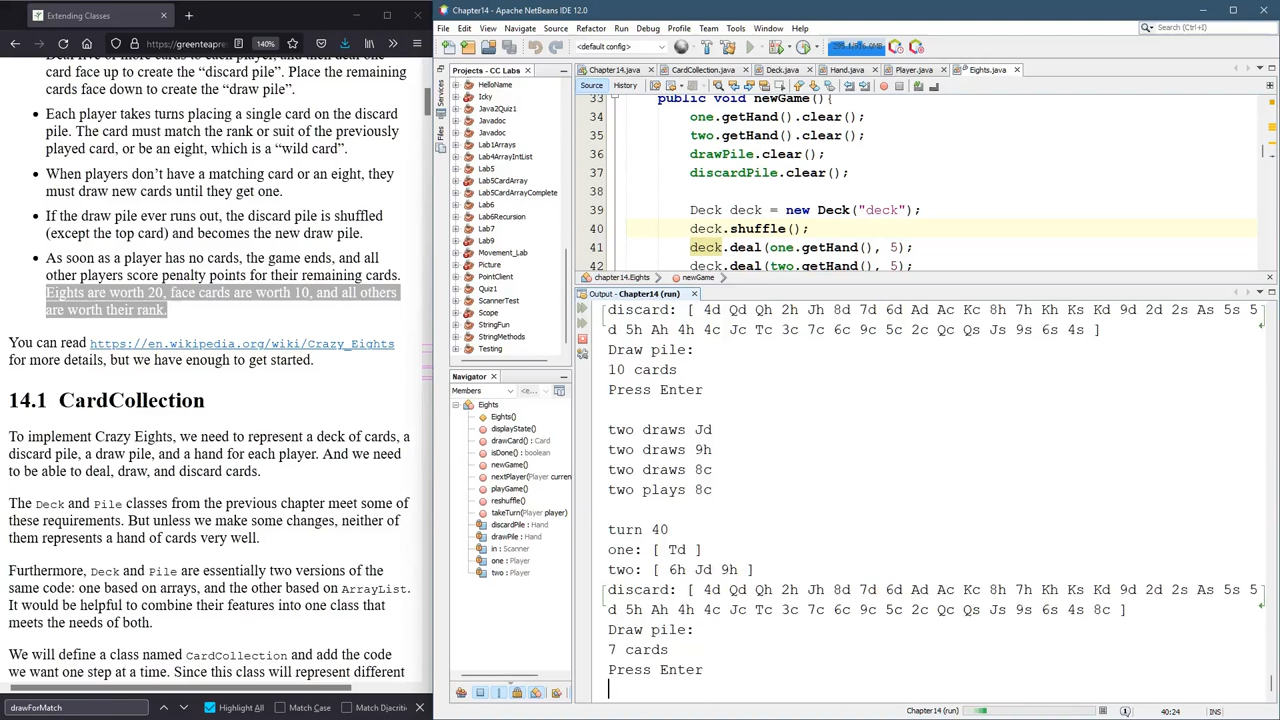 Extending Classes
Chapter14 - Apache NetBeans IDE 12.0
File Edit View Navigate Source Refactor Run Debug Profile Team Tools Window Help
Search (Ctrl+I)
https://greenteapre
140%
<default config>
card face up to create the “discard pile”. Place the remaining
cards face down to create the “draw pile”.
Each player takes turns placing a single card on the discard
pile. The card must match the rank or suit of the previously
played card, or be an eight, which is a “wild card”.
When players don’t have a matching card or an eight, they
must draw new cards until they get one.
If the draw pile ever runs out, the discard pile is shuffled
(except the top card) and becomes the new draw pile.
As soon as a player has no cards, the game ends, and all
other players score penalty points for their remaining cards.
Eights are worth 20, face cards are worth 10, and all others
are worth their rank.
You can read https://en.wikipedia.org/wiki/Crazy_Eights
for more details, but we have enough to get started.
14.1 CardCollection
To implement Crazy Eights, we need to represent a deck of cards, a
discard pile, a draw pile, and a hand for each player. And we need
to be able to deal, draw, and discard cards.
The Deck and Pile classes from the previous chapter meet some of
these requirements. But unless we make some changes, neither of
them represents a hand of cards very well.
Furthermore, Deck and Pile are essentially two versions of the
same code: one based on arrays, and the other based on ArrayList.
It would be helpful to combine their features into one class that
meets the needs of both.
We will define a class named CardCollection and add the code
we want one step at a time. Since this class will represent different
drawForMatch
Highlight All
Match Case
Match Diacritics
Services
Files
Projects - CC Labs
HelloName
Icky
Java2Quiz1
Javadoc
Javadoc
Lab1Arrays
Lab4ArrayIntList
Lab5
Lab5CardArray
Lab5CardArrayComplete
Lab6
Lab6Recursion
Lab7
Lab9
Movement_Lab
Picture
PointClient
Quiz1
ScannerTest
Scope
StringFun
StringMethods
Testing
Navigator
Members
<e...
Eights
Eights()
displayState()
drawCard() : Card
isDone() : boolean
newGame()
nextPlayer(Player curren
playGame()
reshuffle()
takeTurn(Player player)
discardPile : Hand
drawPile : Hand
in : Scanner
one : Player
two : Player
Chapter14.java
CardCollection.java
Deck.java
Hand.java
Player.java
Eights.java
Source
History
33 public void newGame(){
34 one.getHand().clear();
35 two.getHand().clear();
36 drawPile.clear();
37 discardPile.clear();
38
39 Deck deck = new Deck("deck");
40 deck.shuffle();
41 deck.deal(one.getHand(), 5);
42 deck.deal(two.getHand(), 5);
chapter14.Eights
newGame
Output - Chapter14 (run)
discard: [ 4d Qd Qh 2h Jh 8d 7d 6d Ad Ac Kc 8h 7h Kh Ks Kd 9d 2d 2s As 5s 5
d 5h Ah 4h 4c Jc Tc 3c 7c 6c 9c 5c 2c Qc Qs Js 9s 6s 4s ]
Draw pile:
10 cards
Press Enter
two draws Jd
two draws 9h
two draws 8c
two plays 8c
turn 40
one: [ Td ]
two: [ 6h Jd 9h ]
discard: [ 4d Qd Qh 2h Jh 8d 7d 6d Ad Ac Kc 8h 7h Kh Ks Kd 9d 2d 2s As 5s 5
d 5h Ah 4h 4c Jc Tc 3c 7c 6c 9c 5c 2c Qc Qs Js 9s 6s 4s 8c ]
Draw pile:
7 cards
Press Enter
Chapter14 (run)
40:24
INS